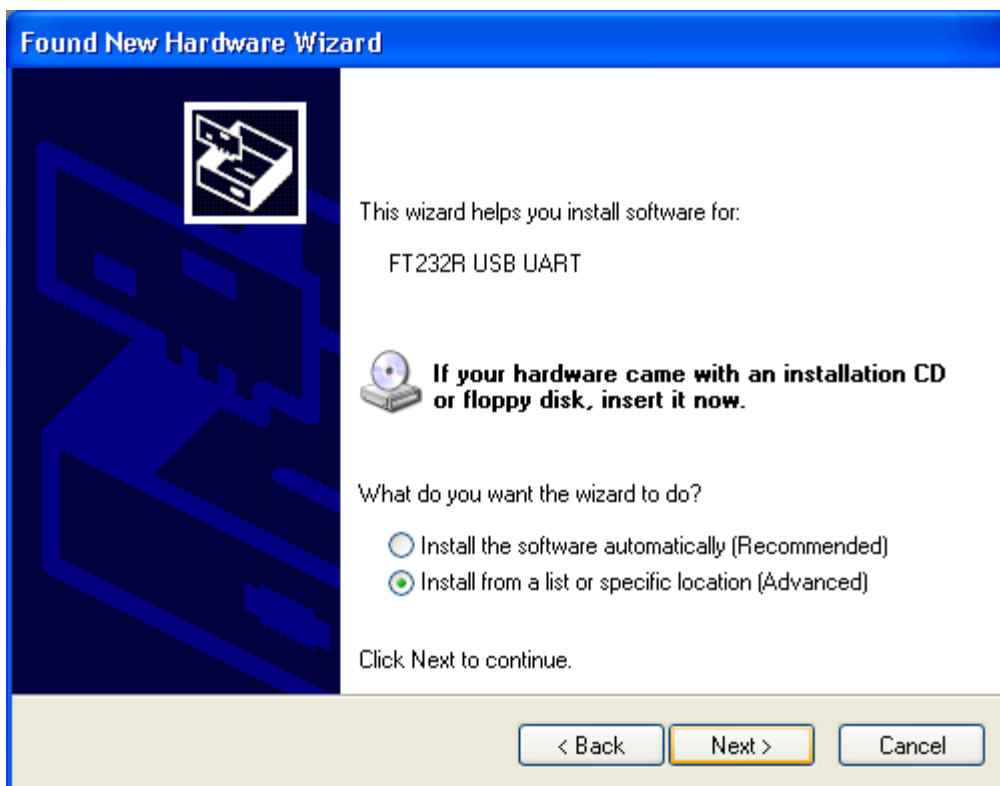 Found New Hardware Wizard
This wizard helps you install software for:
FT232R USB UART
If your hardware came with an installation CD
or floppy disk, insert it now.
What do you want the wizard to do?
Install the software automatically (Recommended)
Install from a list or specific location (Advanced)
Click Next to continue.
< Back Next > Cancel